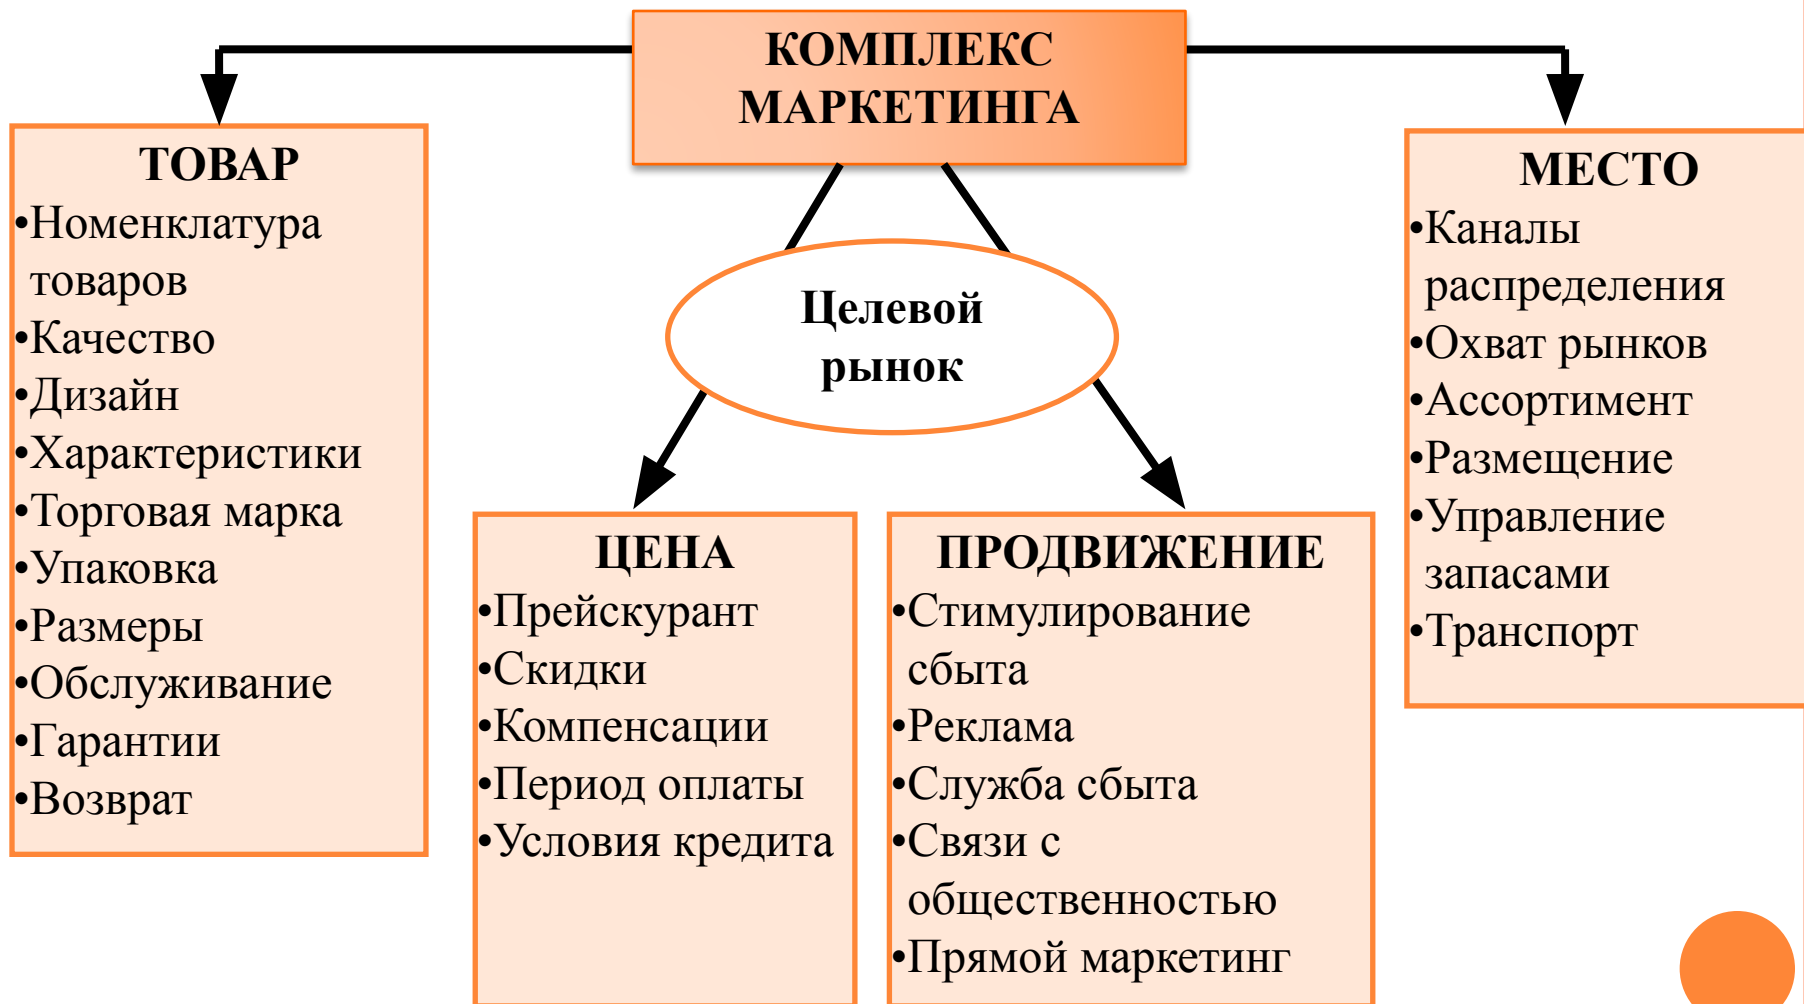 КОМПЛЕКС
МАРКЕТИНГА
ТОВАР
•Номенклатура
товаров
•Качество
•Дизайн
•Характеристики
•Торговая марка
•Упаковка
•Размеры
•Обслуживание
•Гарантии
•Возврат
Целевой
рынок
ЦЕНА
•Прейскурант
•Скидки
•Компенсации
•Период оплаты
•Условия кредита
ПРОДВИЖЕНИЕ
•Стимулирование
сбыта
•Реклама
•Служба сбыта
•Связи с
общественностью
•Прямой маркетинг
МЕСТО
•Каналы
распределения
•Охват рынков
•Ассортимент
•Размещение
•Управление
запасами
•Транспорт